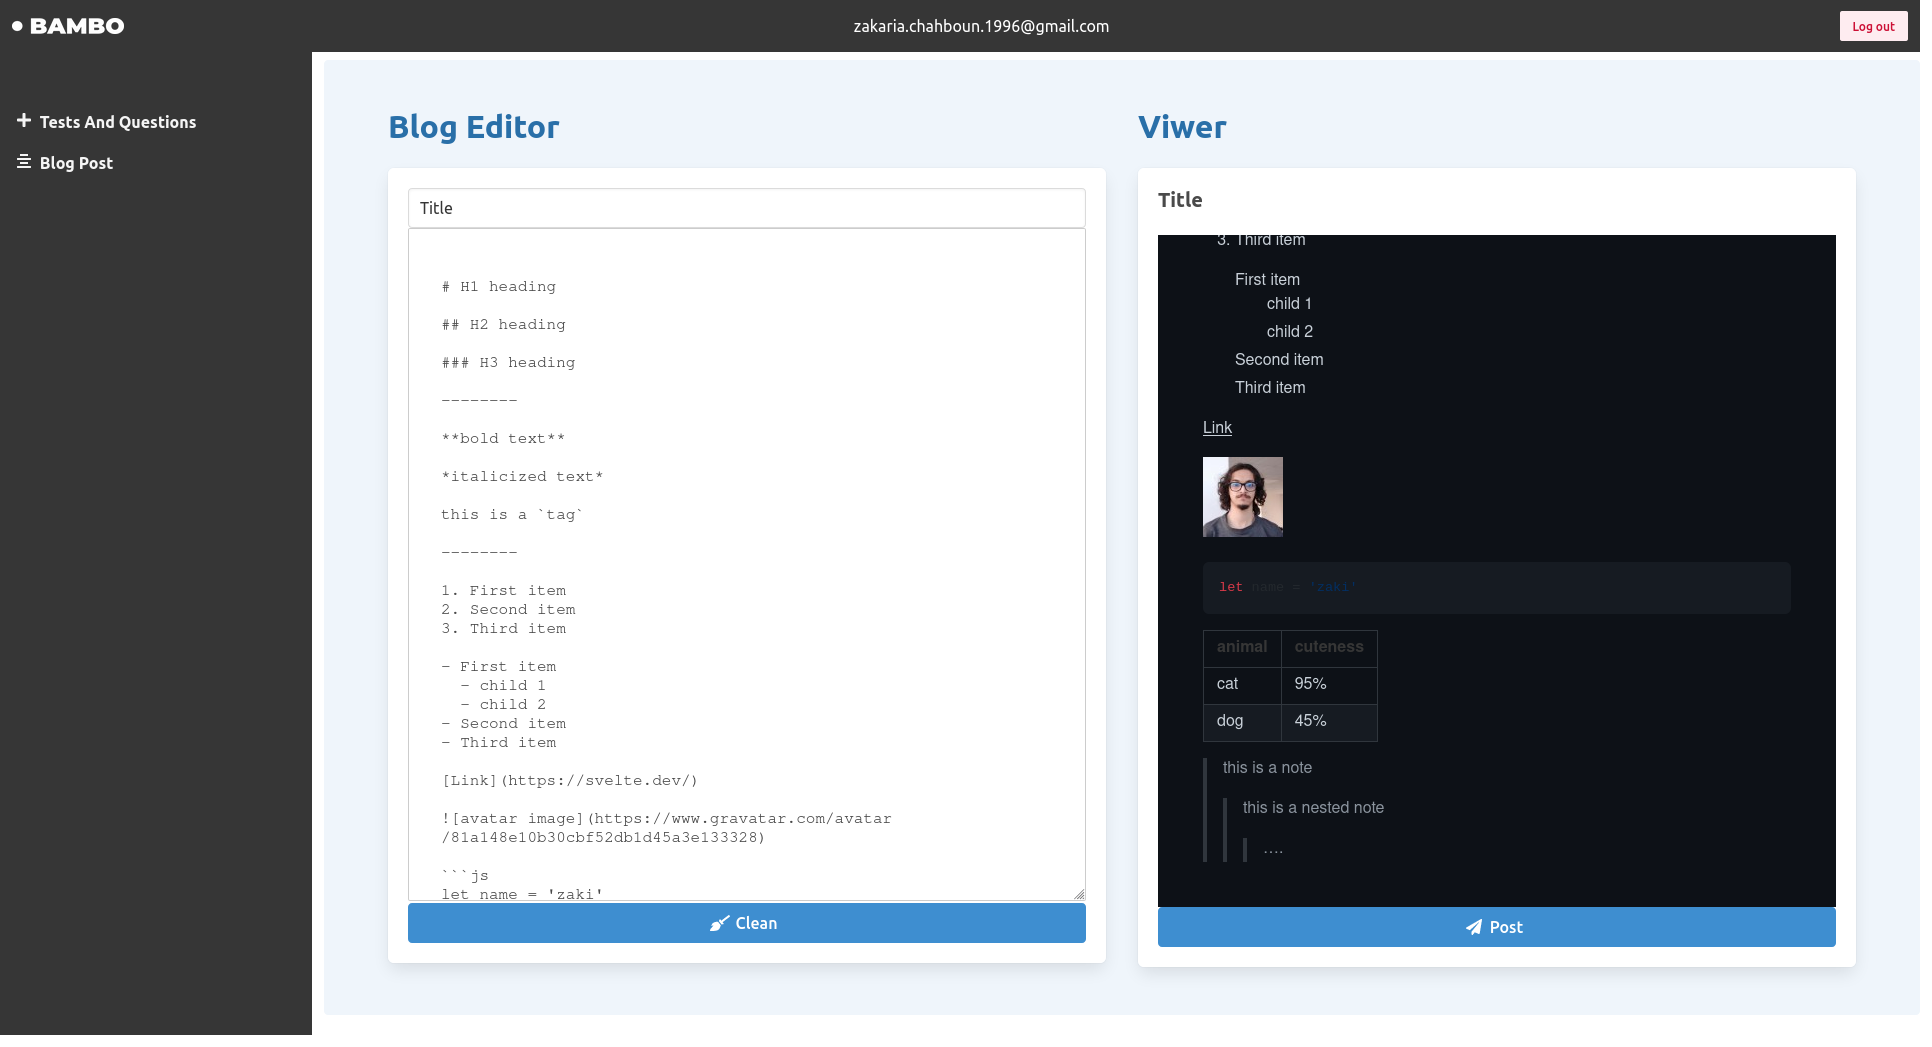 BAMBO
zakaria.chahboun.1996@gmail.com
Log out
Tests And Questions
Blog Post
Blog Editor
Title
# H1 heading
## H2 heading
### H3 heading
--------
**bold text**
*italicized text*
this is a `tag`
--------
1. First item
2. Second item
3. Third item
- First item
  - child 1
  - child 2
- Second item
- Third item
[Link](https://svelte.dev/)
![avatar image](https://www.gravatar.com/avatar
/81a148e10b30cbf52db1d45a3e133328)
```js
let name = 'zaki'
Clean
Viwer
Title
3. Third item
First item
child 1
child 2
Second item
Third item
Link
let name = 'zaki'
animal cuteness
cat 95%
dog 45%
this is a note
this is a nested note
....
Post